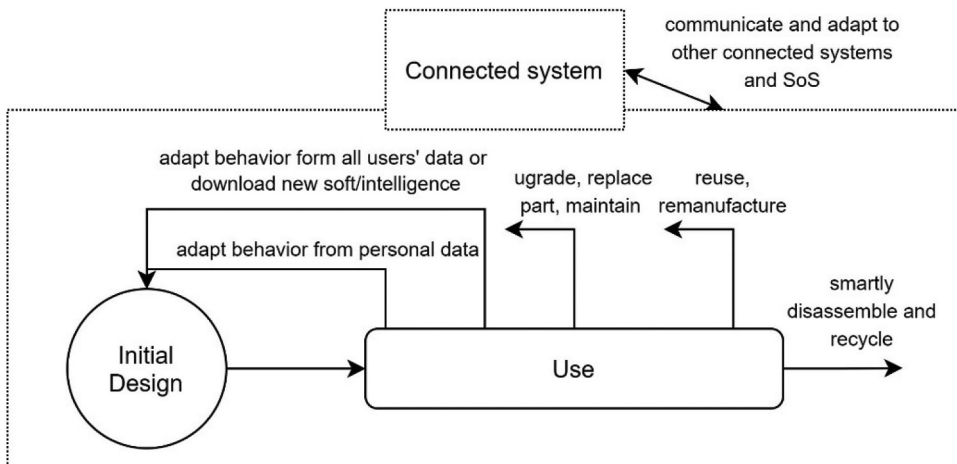 communicate and adapt to
other connected systems
and SoS
Connected system
adapt behavior form all users' data or
download new soft/intelligence
ugrade, replace
part, maintain
reuse,
remanufacture
adapt behavior from personal data
smartly
disassemble and
recycle
Initial
Design
Use